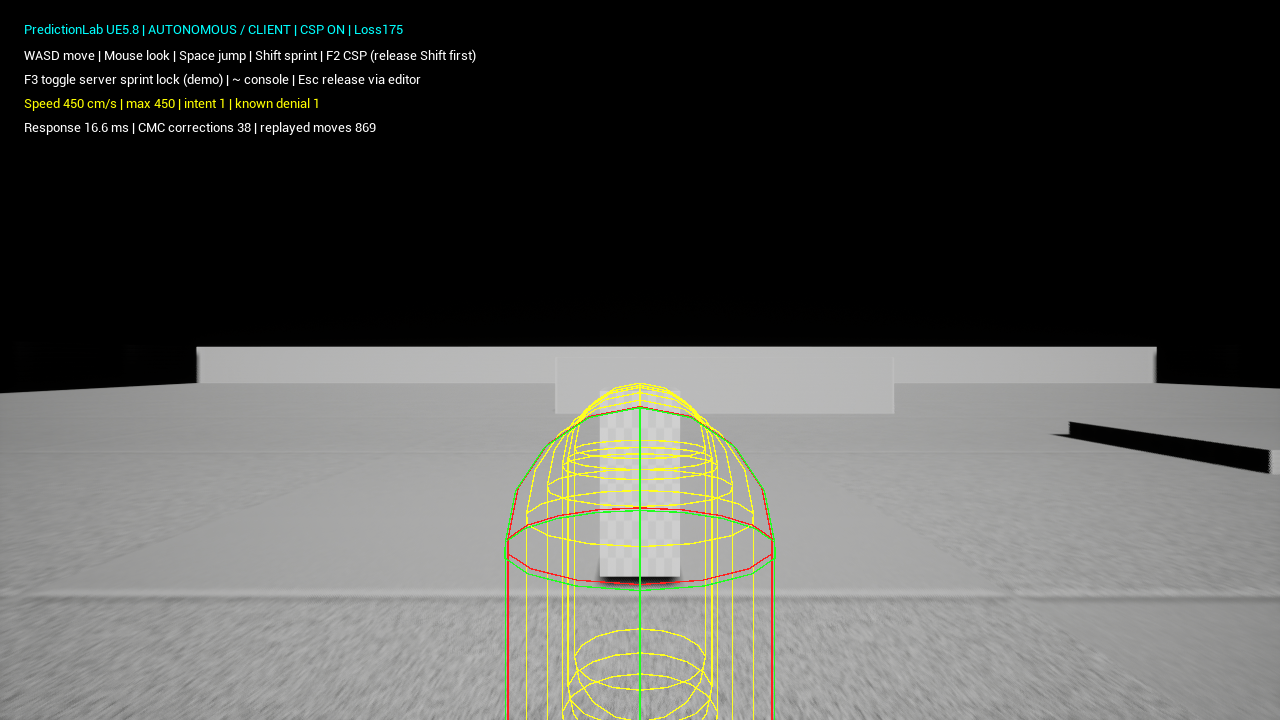 PredictionLab UE5.8 | AUTONOMOUS / CLIENT | CSP ON | Loss175
WASD move | Mouse look | Space jump | Shift sprint | F2 CSP (release Shift first)
F3 toggle server sprint lock (demo) | ~ console | Esc release via editor
Speed 450 cm/s | max 450 | intent 1 | known denial 1
Response 16.6 ms | CMC corrections 38 | replayed moves 869